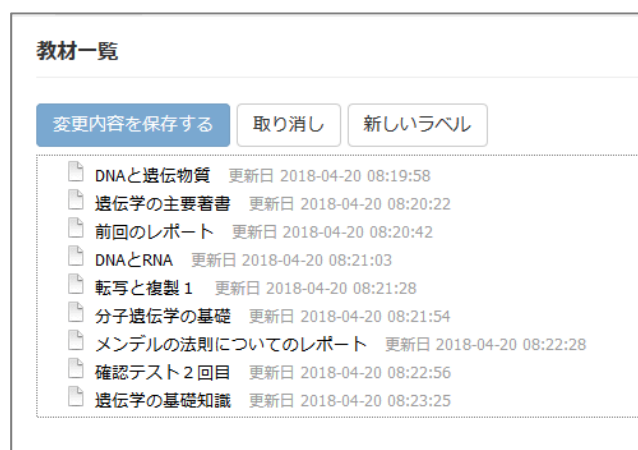 教材一覧
変更内容を保存する 取り消し 新しいラベル
DNAと遺伝物質 更新日 2018-04-20 08:19:58
遺伝学の主要著書 更新日 2018-04-20 08:20:22
前回のレポート 更新日 2018-04-20 08:20:42
DNAとRNA 更新日 2018-04-20 08:21:03
転写と複製１ 更新日 2018-04-20 08:21:28
分子遺伝学の基礎 更新日 2018-04-20 08:21:54
メンデルの法則についてのレポート 更新日 2018-04-20 08:22:28
確認テスト２回目 更新日 2018-04-20 08:22:56
遺伝学の基礎知識 更新日 2018-04-20 08:23:25